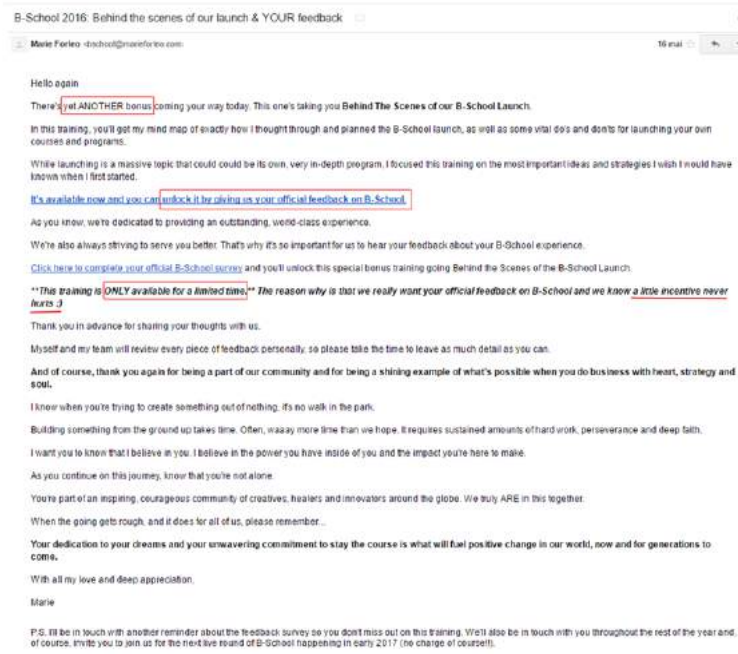 B-School 2016: Behind the scenes of our launch & YOUR feedback
Marie Forleo <bschool@marieforleo.com>
16 mai
Hello again
There's yet ANOTHER bonus coming your way today. This one's taking you Behind The Scenes of our B-School Launch.
In this training, you'll get my mind map of exactly how I thought through and planned the B-School launch, as well as some vital do's and don'ts for launching your own
courses and programs.
While launching is a massive topic that could could be its own, very in-depth program, I focused this training on the most important ideas and strategies I wish I would have
known when I first started.
It's available now and you can unlock it by giving us your official feedback on B-School.
As you know, we're dedicated to providing an outstanding, world-class experience.
We're also always striving to serve you better. That's why it's so important for us to hear your feedback about your B-School experience.
Click here to complete your official B-School survey and you'll unlock this special bonus training going Behind the Scenes of the B-School Launch.
**This training is ONLY available for a limited time.** The reason why is that we really want your official feedback on B-School and we know a little incentive never
hurts :)
Thank you in advance for sharing your thoughts with us.
Myself and my team will review every piece of feedback personally, so please take the time to leave as much detail as you can.
And of course, thank you again for being a part of our community and for being a shining example of what's possible when you do business with heart, strategy and
soul.
I know when you're trying to create something out of nothing, it's no walk in the park.
Building something from the ground up takes time. Often, waaay more time than we hope. It requires sustained amounts of hard work, perseverance and deep faith.
I want you to know that I believe in you. I believe in the power you have inside of you and the impact you're here to make.
As you continue on this journey, know that you're not alone.
You're part of an inspiring, courageous community of creatives, healers and innovators around the globe. We truly ARE in this together.
When the going gets rough, and it does for all of us, please remember...
Your dedication to your dreams and your unwavering commitment to stay the course is what will fuel positive change in our world, now and for generations to
come.
With all my love and deep appreciation,
Marie
P.S. I'll be in touch with another reminder about the feedback survey so you don't miss out on this training. We'll also be in touch with you throughout the rest of the year and,
of course, invite you to join us for the next live round of B-School happening in early 2017 (no charge of course!!).